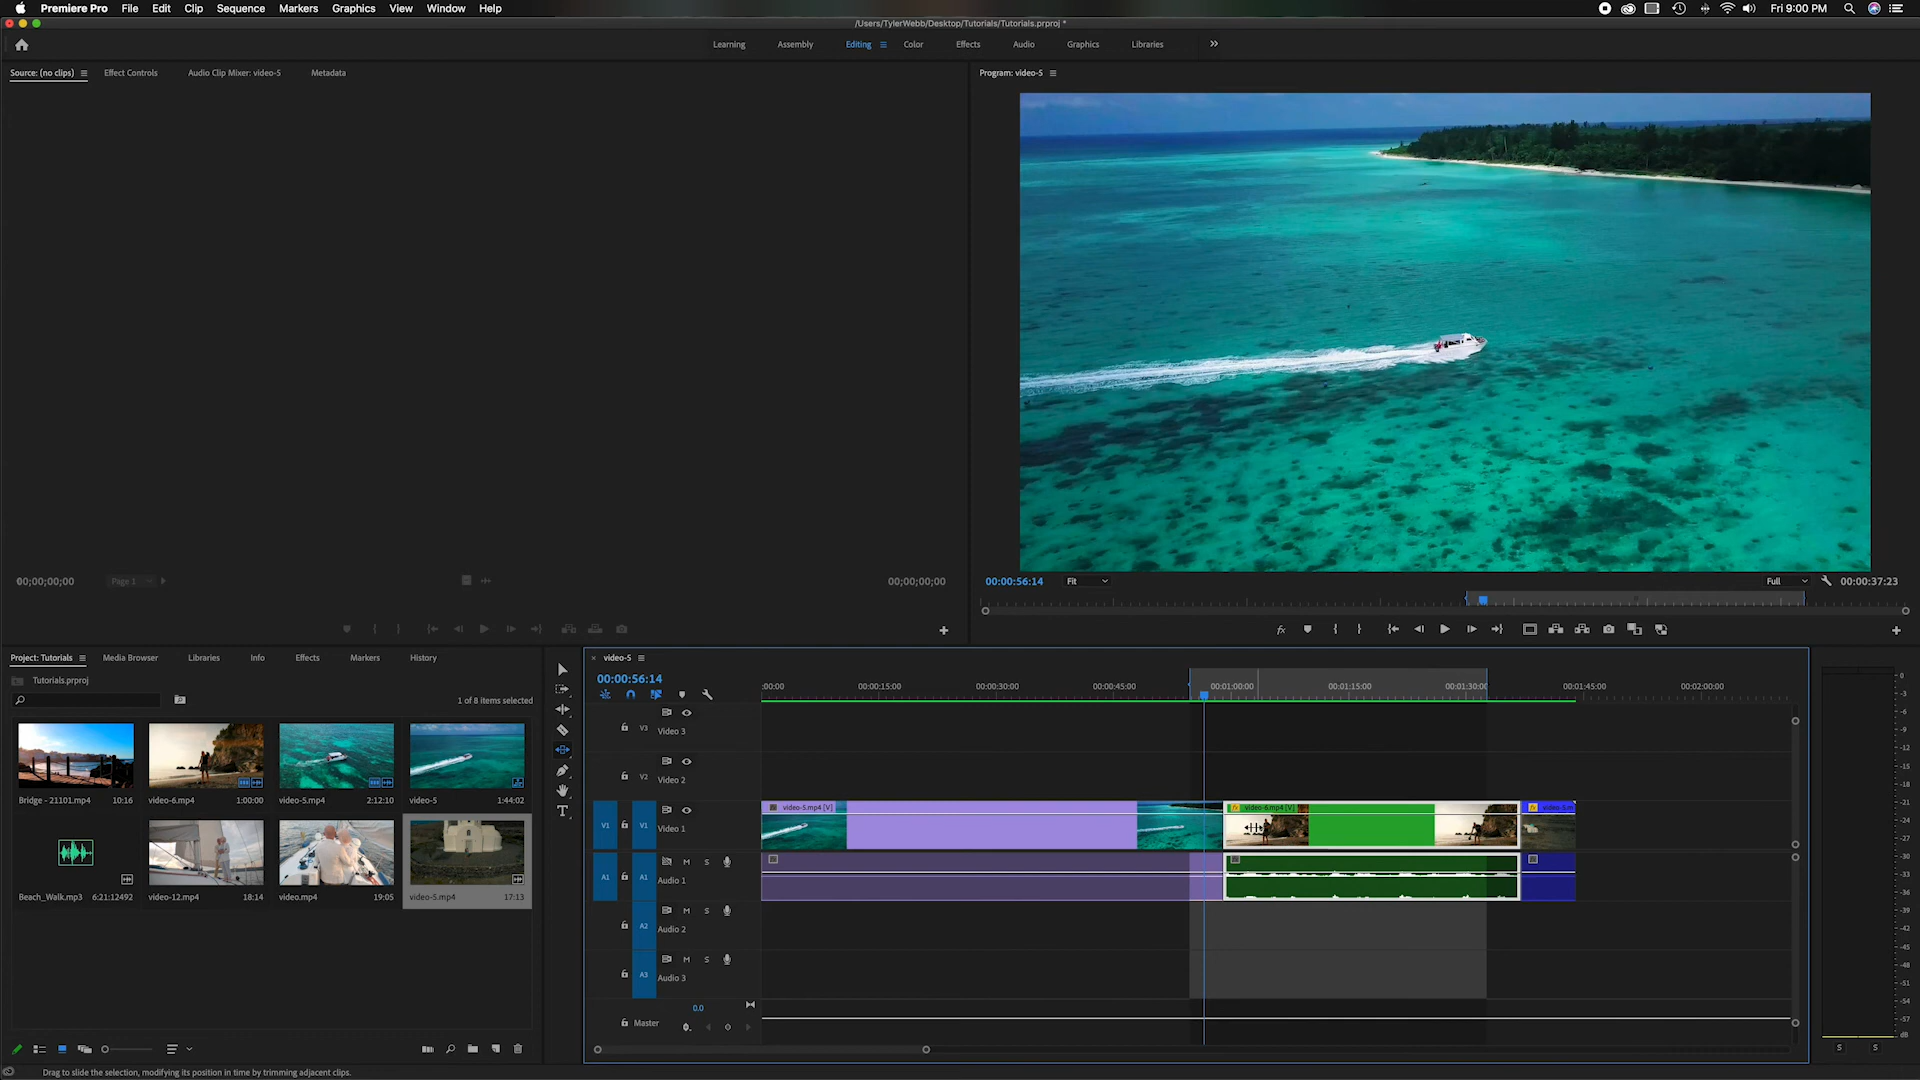 Premiere Pro File Edit Clip Sequence Markers Graphics View Window Help Fri 9:00 PM
/Users/TylerWebb/Desktop/Tutorials/Tutorials.prproj *
Learning Assembly Editing Color Effects Audio Graphics Libraries
Source: (no clips) Effect Controls Audio Clip Mixer: video-5 Metadata
Program: video-5
00;00;00;00 Page 1 00;00;00;00
00:00:56:14 Fit Full 00:00:37:23
Project: Tutorials Media Browser Libraries Info Effects Markers History
Tutorials.prproj
1 of 8 items selected
Bridge - 21101.mp4 10:16 video-6.mp4 1:00:00 video-5.mp4 2:12:10 video-5 1:44:02
Beach_Walk.mp3 6:21:12492 video-12.mp4 18:14 video.mp4 19:05 video-5.mp4 17:13
video-5
00:00:56:14
:00:00 00:00:15:00 00:00:30:00 00:00:45:00 00:01:00:00 00:01:15:00 00:01:30:00 00:01:45:00 00:02:00:00
V3 Video 3
V2 Video 2
V1 V1 Video 1
video-5.mp4 [V] video-6.mp4 [V] video-5.m
A1 A1 M S Audio 1
A2 M S Audio 2
A3 M S Audio 3
0.0
Master
0
-3
-6
-9
-12
-15
-18
-21
-24
-27
-30
-33
-36
-39
-42
-45
-48
-51
-54
-57
dB
S S
Drag to slide the selection, modifying its position in time by trimming adjacent clips.